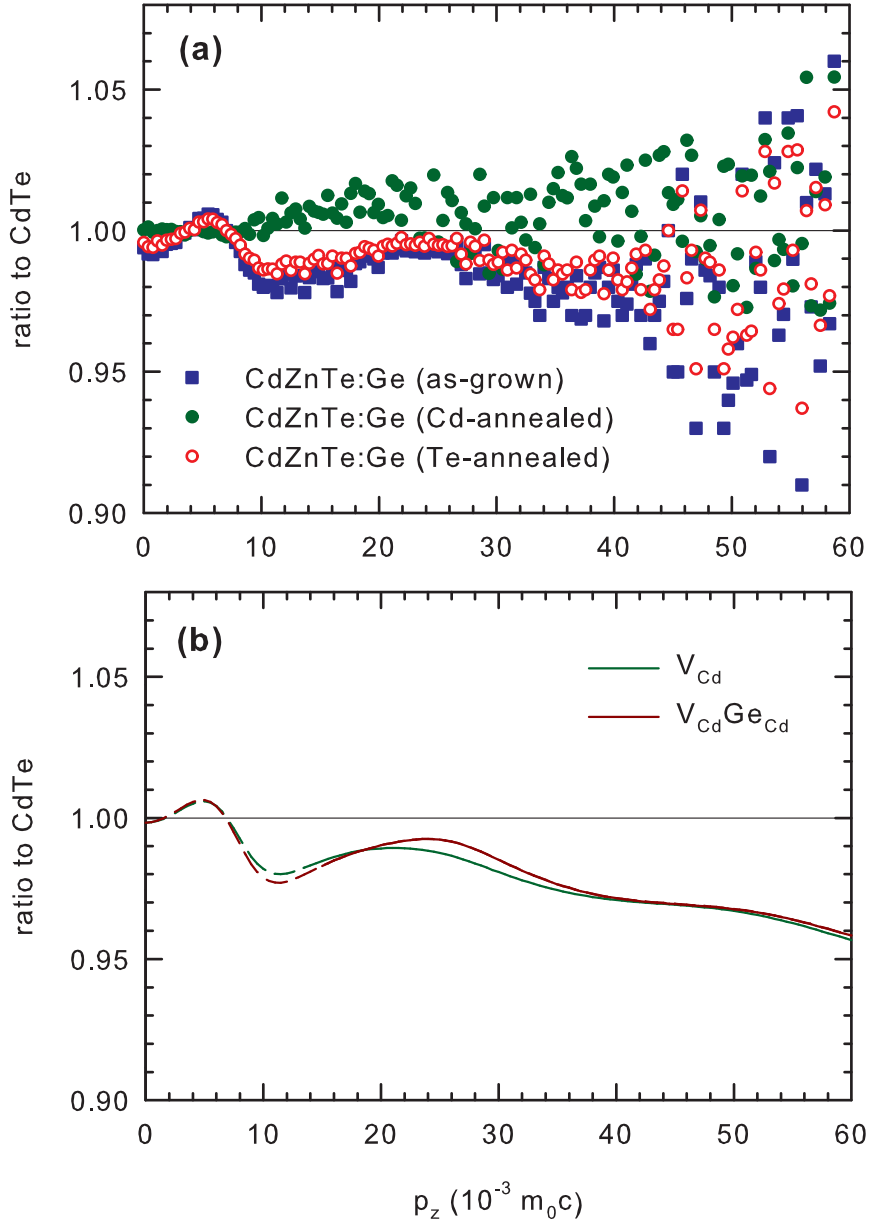 (a)
1.05
1.00
0.95
0.90
ratio to CdTe
CdZnTe:Ge (as-grown)
CdZnTe:Ge (Cd-annealed)
CdZnTe:Ge (Te-annealed)
0 10 20 30 40 50 60
(b)
V_Cd
V_CdGe_Cd
1.05
1.00
0.95
0.90
ratio to CdTe
0 10 20 30 40 50 60
p_z (10^-3 m_0c)